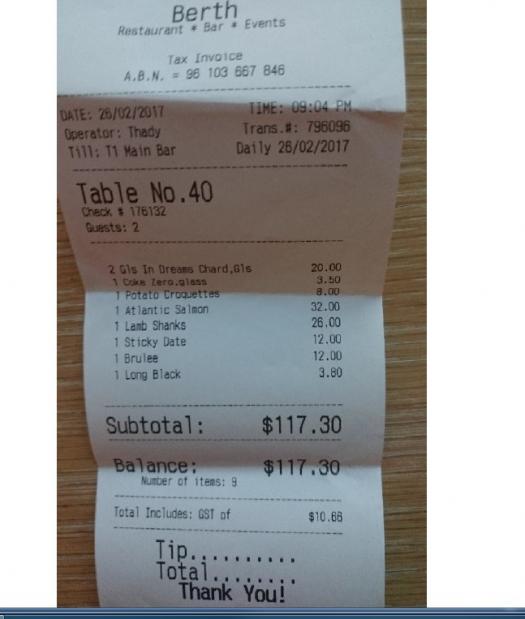 Berth
Restaurant * Bar * Events
Tax Invoice
A.B.N. = 96 103 667 846
DATE: 26/02/2017 TIME: 09:04 PM
Operator: Thady Trans.#: 796096
Till: T1 Main Bar Daily 26/02/2017
Table No.40
Check # 176132
Guests: 2
2 Gls In Dreams Chard,Gls 20.00
1 Coke Zero,glass 3.50
1 Potato Croquettes 8.00
1 Atlantic Salmon 32.00
1 Lamb Shanks 26.00
1 Sticky Date 12.00
1 Brulee 12.00
1 Long Black 3.80
Subtotal: $117.30
Balance: $117.30
Number of items: 9
Total Includes: GST of $10.66
Tip..........
Total........
Thank You!